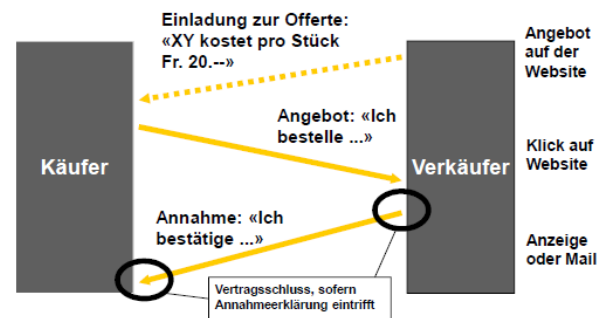 Einladung zur Offerte:
«XY kostet pro Stück
Fr. 20.--»
Angebot
auf der
Website
Angebot: «Ich
bestelle ...»
Käufer
Verkäufer
Klick auf
Website
Annahme: «Ich
bestätige ...»
Anzeige
oder Mail
Vertragsschluss, sofern
Annahmeerklärung eintrifft